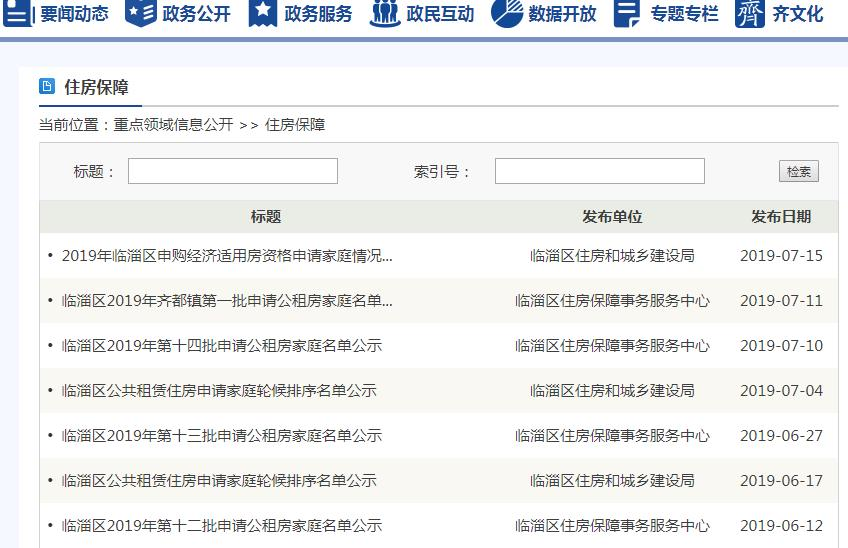 要闻动态 政务公开 政务服务 政民互动 数据开放 专题专栏 齊 齐文化
住房保障
当前位置：重点领域信息公开 >> 住房保障
标题： 索引号： 检索
标题 发布单位 发布日期
• 2019年临淄区申购经济适用房资格申请家庭情况... 临淄区住房和城乡建设局 2019-07-15
• 临淄区2019年齐都镇第一批申请公租房家庭名单... 临淄区住房保障事务服务中心 2019-07-11
• 临淄区2019年第十四批申请公租房家庭名单公示 临淄区住房保障事务服务中心 2019-07-10
• 临淄区公共租赁住房申请家庭轮候排序名单公示 临淄区住房和城乡建设局 2019-07-04
• 临淄区2019年第十三批申请公租房家庭名单公示 临淄区住房保障事务服务中心 2019-06-27
• 临淄区公共租赁住房申请家庭轮候排序名单公示 临淄区住房和城乡建设局 2019-06-17
• 临淄区2019年第十二批申请公租房家庭名单公示 临淄区住房保障事务服务中心 2019-06-12